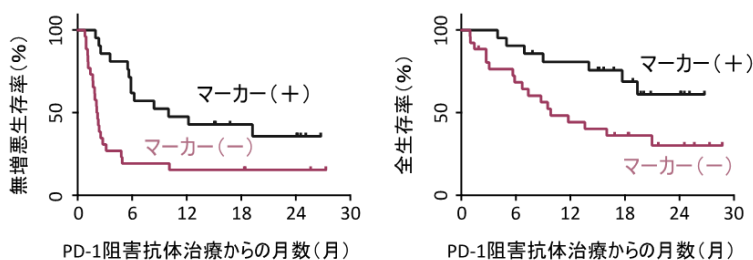 無増悪生存率(%)
100
50
0
マーカー(+)
マーカー(−)
0 6 12 18 24 30
PD-1阻害抗体治療からの月数(月)
全生存率(%)
100
50
0
マーカー(+)
マーカー(−)
0 6 12 18 24 30
PD-1阻害抗体治療からの月数(月)